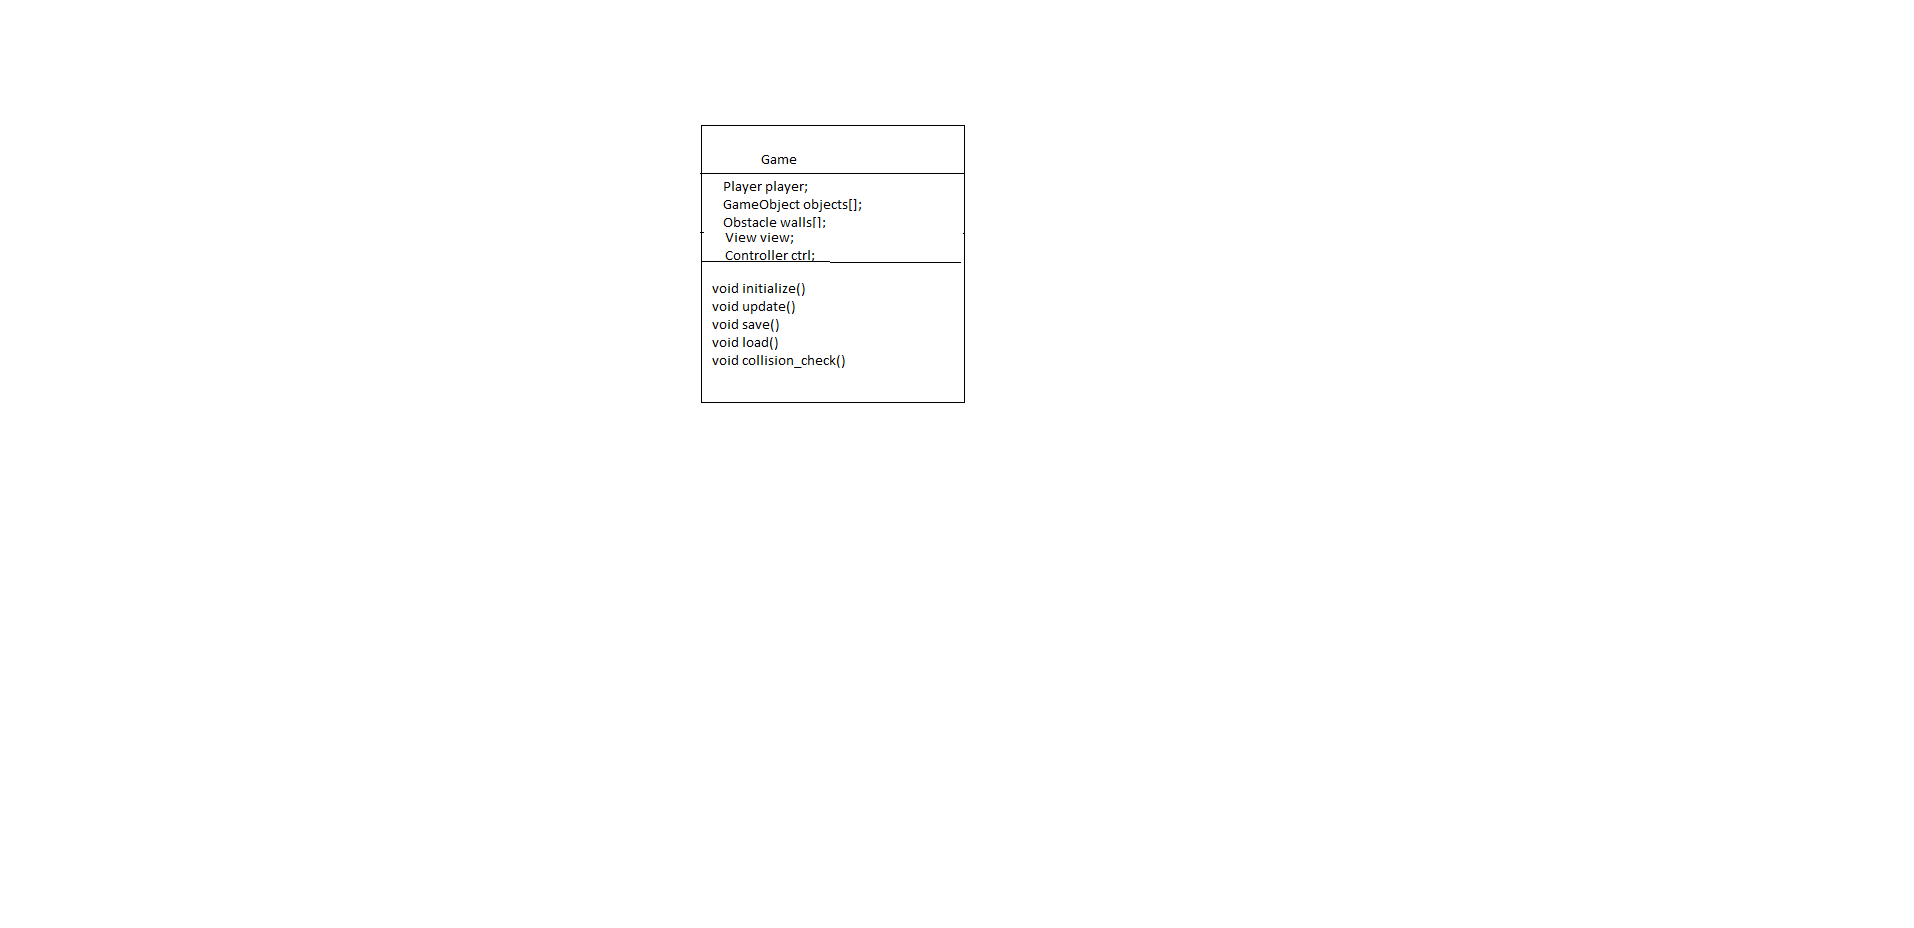 Game
Player player;
GameObject objects[];
Obstacle walls[];
View view;
Controller ctrl;
void initialize()
void update()
void save()
void load()
void collision_check()